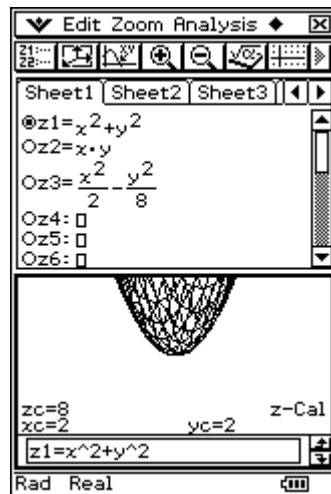 Edit Zoom Analysis ◆
Sheet1 Sheet2 Sheet3
z1=x²+y²
z2=x·y
z3=x²/2-y²/8
z4:▯
z5:▯
z6:▯
zc=8 z-Cal
xc=2 yc=2
z1=x^2+y^2
Rad Real